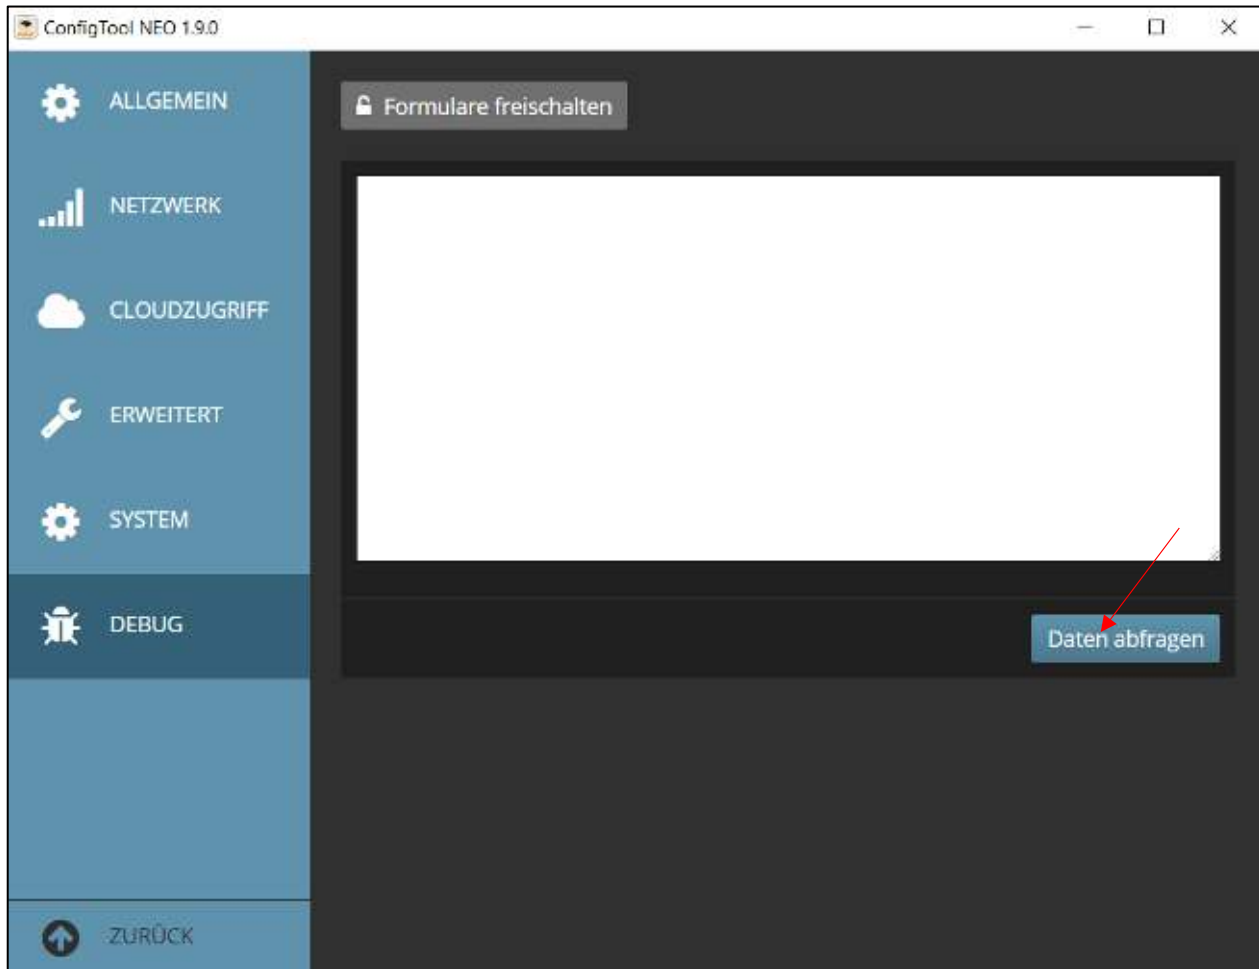 ConfigTool NEO 1.9.0
ALLGEMEIN
NETZWERK
CLOUDZUGRIFF
ERWEITERT
SYSTEM
DEBUG
ZURÜCK
Formulare freischalten
Daten abfragen